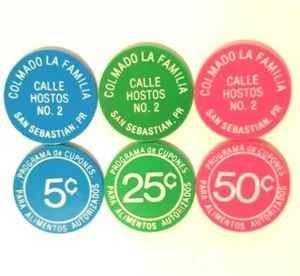 COLMADO LA FAMILIA
CALLE
HOSTOS
NO. 2
SAN SEBASTIAN, PR
COLMADO LA FAMILIA
CALLE
HOSTOS
NO. 2
SAN SEBASTIAN, PR
COLMADO LA FAMILIA
CALLE
HOSTOS
NO. 2
SAN SEBASTIAN, PR
PROGRAMA de CUPONES
5¢
PARA ALIMENTOS AUTORIZADOS
PROGRAMA de CUPONES
25¢
PARA ALIMENTOS AUTORIZADOS
PROGRAMA de CUPONES
50¢
PARA ALIMENTOS AUTORIZADOS